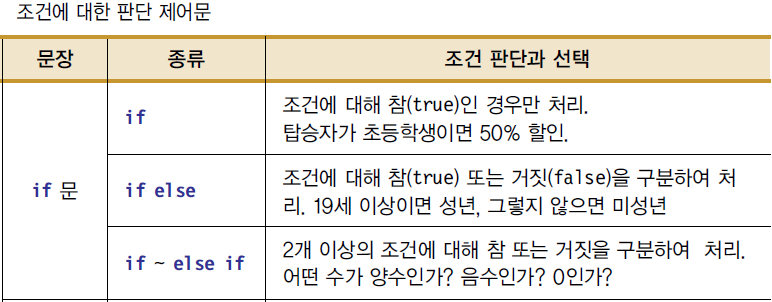 조건에 대한 판단 제어문
문장 종류 조건 판단과 선택
if 문
if
조건에 대해 참(true)인 경우만 처리.
탑승자가 초등학생이면 50% 할인.
if else
조건에 대해 참(true) 또는 거짓(false)을 구분하여 처
리. 19세 이상이면 성년, 그렇지 않으면 미성년
if ~ else if
2개 이상의 조건에 대해 참 또는 거짓을 구분하여 처리.
어떤 수가 양수인가? 음수인가? 0인가?